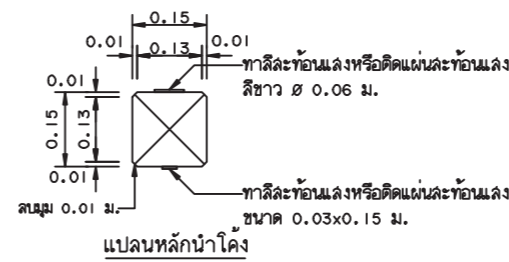 0.15
0.01 0.13 0.01
ทาสีสะท้อนแสงหรือติดแผ่นสะท้อนแสง
สีขาว Ø 0.06 ม.
0.01
0.15
0.13
0.01
ลบมุม 0.01 ม.
ทาสีสะท้อนแสงหรือติดแผ่นสะท้อนแสง
ขนาด 0.03x0.15 ม.
แปลนหลักนำโค้ง